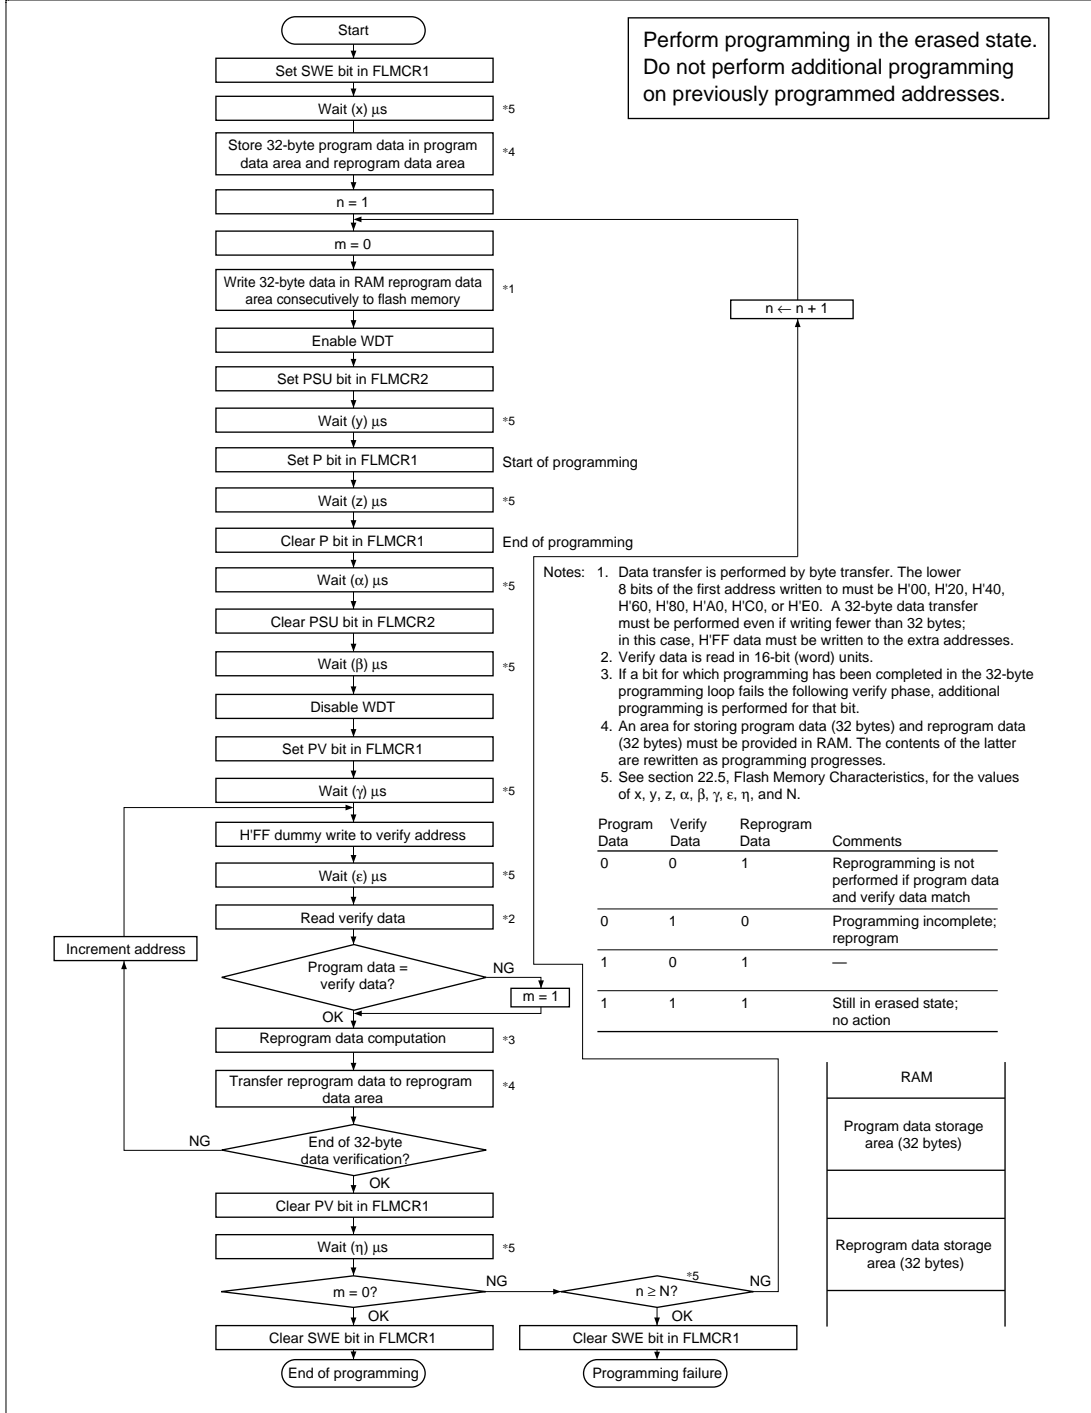 Start
Perform programming in the erased state.
Do not perform additional programming
on previously programmed addresses.
Set SWE bit in FLMCR1
Wait (x) μs
*5
Store 32-byte program data in program
data area and reprogram data area
*4
n = 1
m = 0
Write 32-byte data in RAM reprogram data
area consecutively to flash memory
*1
n ← n + 1
Enable WDT
Set PSU bit in FLMCR2
Wait (y) μs
*5
Set P bit in FLMCR1
Start of programming
Wait (z) μs
*5
Clear P bit in FLMCR1
End of programming
Wait (α) μs
*5
Clear PSU bit in FLMCR2
Wait (β) μs
*5
Disable WDT
Set PV bit in FLMCR1
Wait (γ) μs
*5
H'FF dummy write to verify address
Wait (ε) μs
*5
Read verify data
*2
Increment address
Program data =
verify data?
NG
m = 1
OK
Reprogram data computation
*3
Transfer reprogram data to reprogram
data area
*4
NG
End of 32-byte
data verification?
OK
Clear PV bit in FLMCR1
Wait (η) μs
*5
m = 0?
NG
n ≥ N?
*5
NG
OK
OK
Clear SWE bit in FLMCR1
Clear SWE bit in FLMCR1
End of programming
Programming failure
Notes: 1. Data transfer is performed by byte transfer. The lower
8 bits of the first address written to must be H'00, H'20, H'40,
H'60, H'80, H'A0, H'C0, or H'E0. A 32-byte data transfer
must be performed even if writing fewer than 32 bytes;
in this case, H'FF data must be written to the extra addresses.
2. Verify data is read in 16-bit (word) units.
3. If a bit for which programming has been completed in the 32-byte
programming loop fails the following verify phase, additional
programming is performed for that bit.
4. An area for storing program data (32 bytes) and reprogram data
(32 bytes) must be provided in RAM. The contents of the latter
are rewritten as programming progresses.
5. See section 22.5, Flash Memory Characteristics, for the values
of x, y, z, α, β, γ, ε, η, and N.
Program Verify Reprogram
Data Data Data Comments
0 0 1 Reprogramming is not
performed if program data
and verify data match
0 1 0 Programming incomplete;
reprogram
1 0 1 —
1 1 1 Still in erased state;
no action
RAM
Program data storage
area (32 bytes)
Reprogram data storage
area (32 bytes)